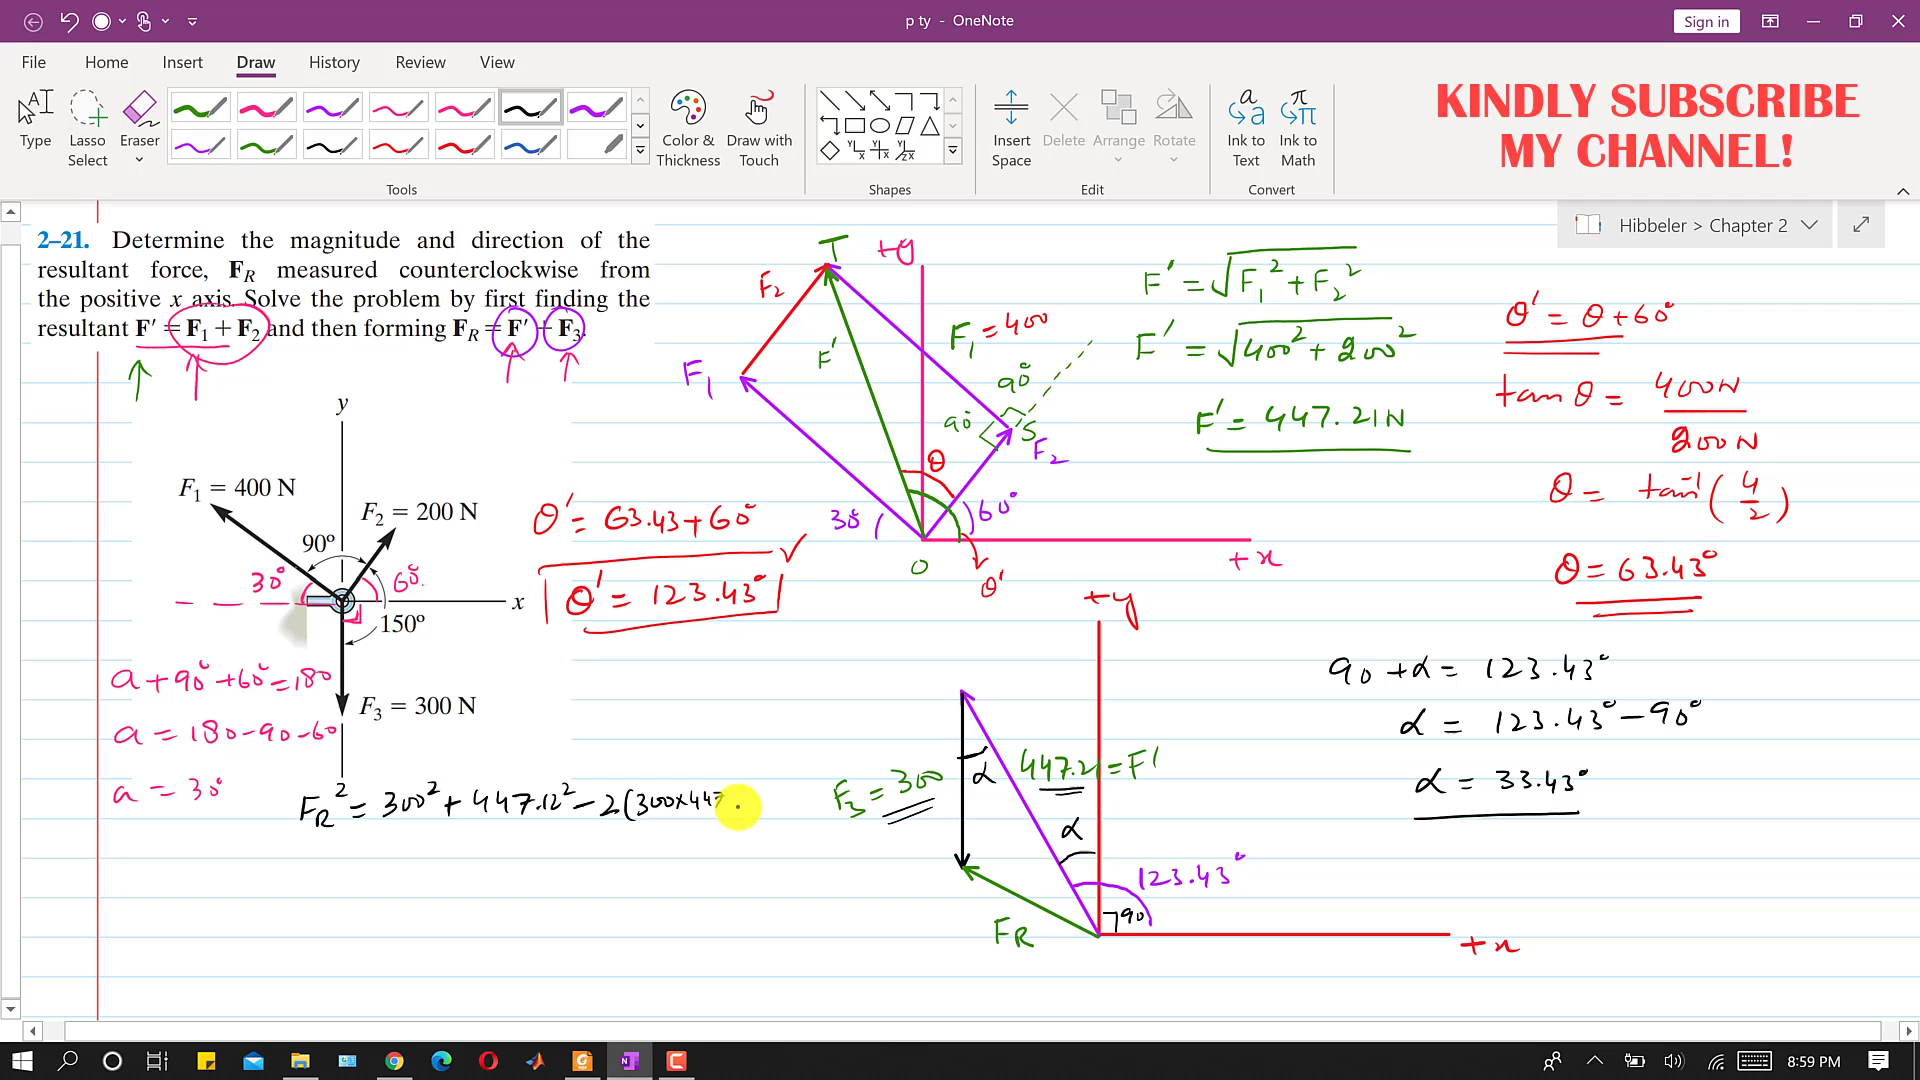 p ty - OneNote
Sign in
File Home Insert Draw History Review View
Type
Lasso Select
Eraser
Color & Thickness
Draw with Touch
Insert Space
Delete
Arrange
Rotate
Ink to Text
Ink to Math
Tools
Shapes
Edit
Convert
KINDLY SUBSCRIBE
MY CHANNEL!
Hibbeler > Chapter 2
2–21. Determine the magnitude and direction of the
resultant force, F_R measured counterclockwise from
the positive x axis. Solve the problem by first finding the
resultant F′ = F₁ + F₂ and then forming F_R = F′ + F₃.
y
F₁ = 400 N
F₂ = 200 N
90°
30°
60°
x
150°
F₃ = 300 N
a + 90° + 60° = 180
a = 180 - 90 - 60
a = 30°
θ' = 63.43 + 60°
θ' = 123.43°
T
+y
F₂
F'
F₁
F₁ = 400
90°
90°
S
F₂
θ
30°
60°
O
θ'
+x
F' = √F₁² + F₂²
F' = √400² + 200²
F' = 447.21N
θ' = θ + 60°
tan θ = 400N / 200N
θ = tan⁻¹ (4/2)
θ = 63.43°
+y
α
447.21 = F'
F₃ = 300
α
123.43°
90
F_R
+x
90 + α = 123.43°
α = 123.43° - 90°
α = 33.43°
F_R² = 300² + 447.12² - 2(300×447.
8:59 PM